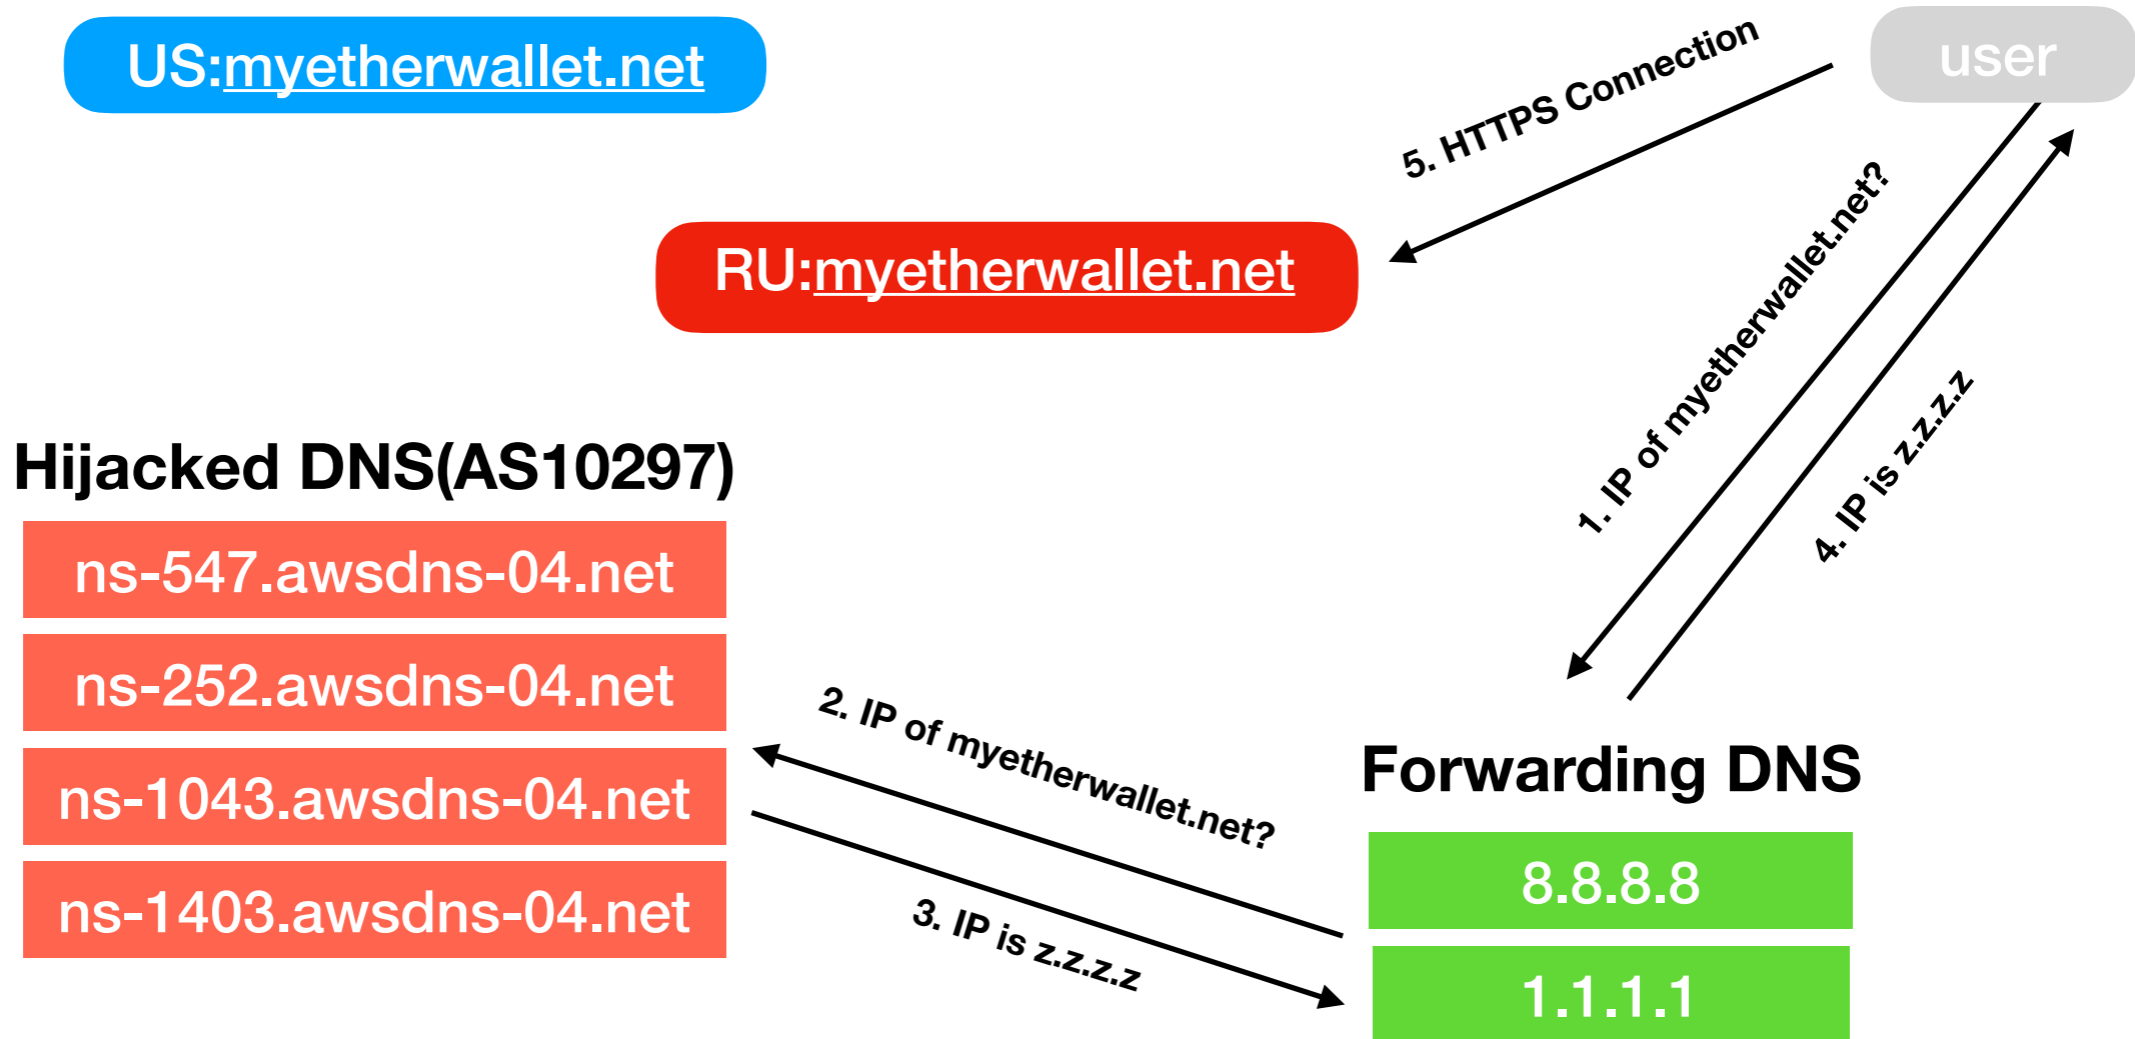 US:myetherwallet.net
user
5. HTTPS Connection
RU:myetherwallet.net
1. IP of myetherwallet.net?
4. IP is z.z.z.z
Hijacked DNS(AS10297)
ns-547.awsdns-04.net
ns-252.awsdns-04.net
ns-1043.awsdns-04.net
ns-1403.awsdns-04.net
2. IP of myetherwallet.net?
3. IP is z.z.z.z
Forwarding DNS
8.8.8.8
1.1.1.1